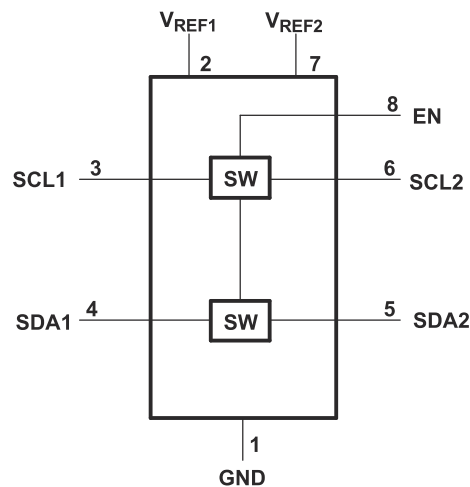 VREF1 VREF2
2 7
8 EN
SCL1 3 SW 6 SCL2
SDA1 4 SW 5 SDA2
1
GND